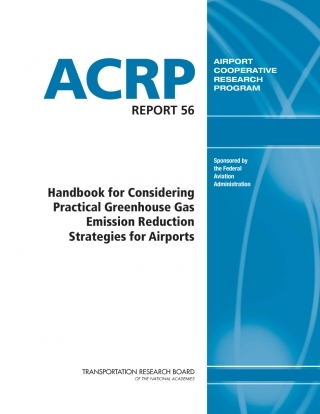 ACRP
REPORT 56
AIRPORT
COOPERATIVE
RESEARCH
PROGRAM
Sponsored by
the Federal
Aviation
Administration
Handbook for Considering
Practical Greenhouse Gas
Emission Reduction
Strategies for Airports
TRANSPORTATION RESEARCH BOARD
OF THE NATIONAL ACADEMIES